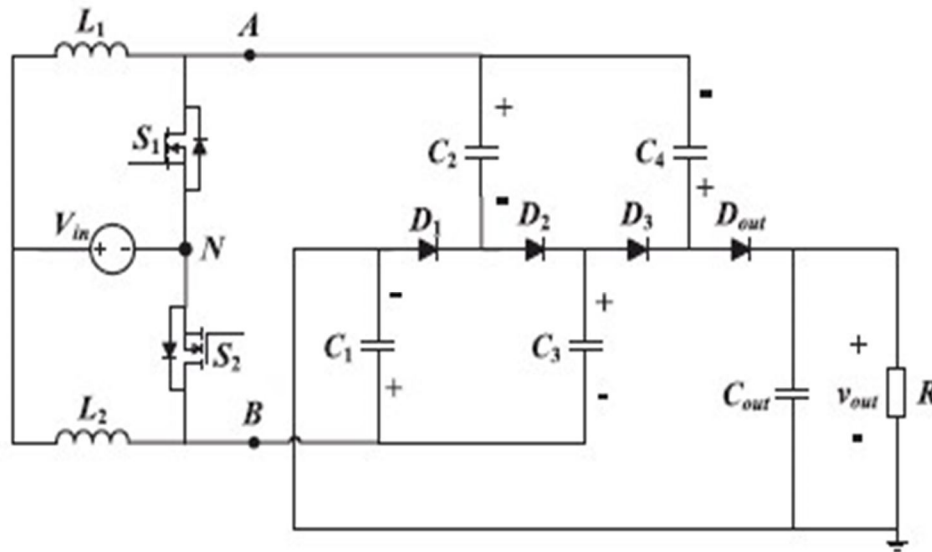 L1
A
+
-
S1
C2
C4
-
+
Vin
+ -
N
D1
D2
D3
Dout
-
+
C1
C3
S2
+
-
+
Cout
vout
R
-
L2
B